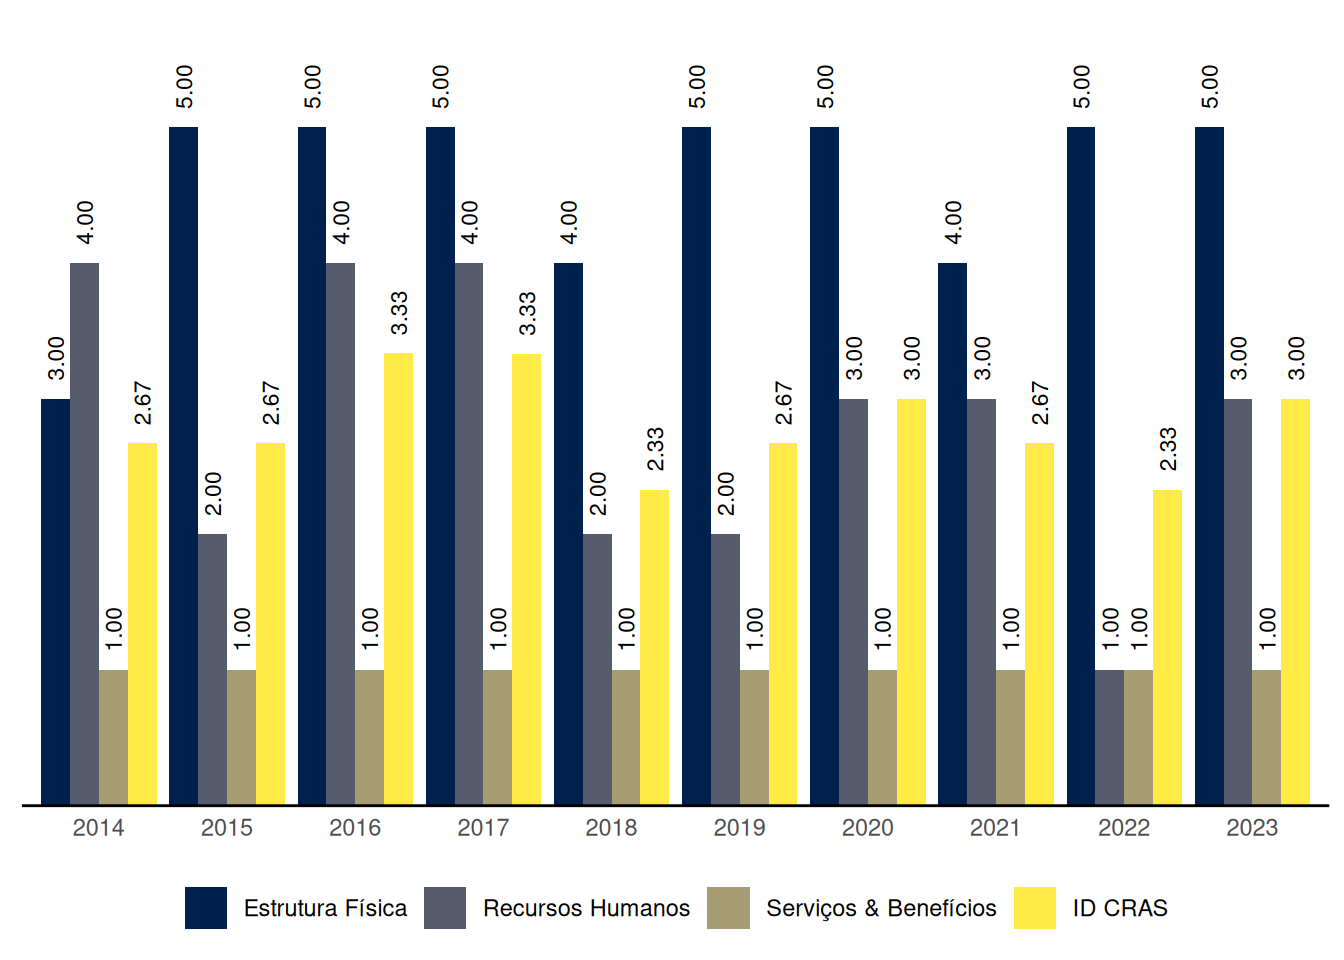 5.00 5.00 5.00 5.00 5.00 5.00 5.00
4.00 4.00 4.00 4.00 4.00
3.33 3.33
3.00 3.00 3.00 3.00 3.00 3.00
2.67 2.67 2.67 2.67
2.33 2.33
2.00 2.00 2.00
1.00 1.00 1.00 1.00 1.00 1.00 1.00 1.00 1.00 1.00 1.00
2014 2015 2016 2017 2018 2019 2020 2021 2022 2023
Estrutura Física Recursos Humanos Serviços & Benefícios ID CRAS